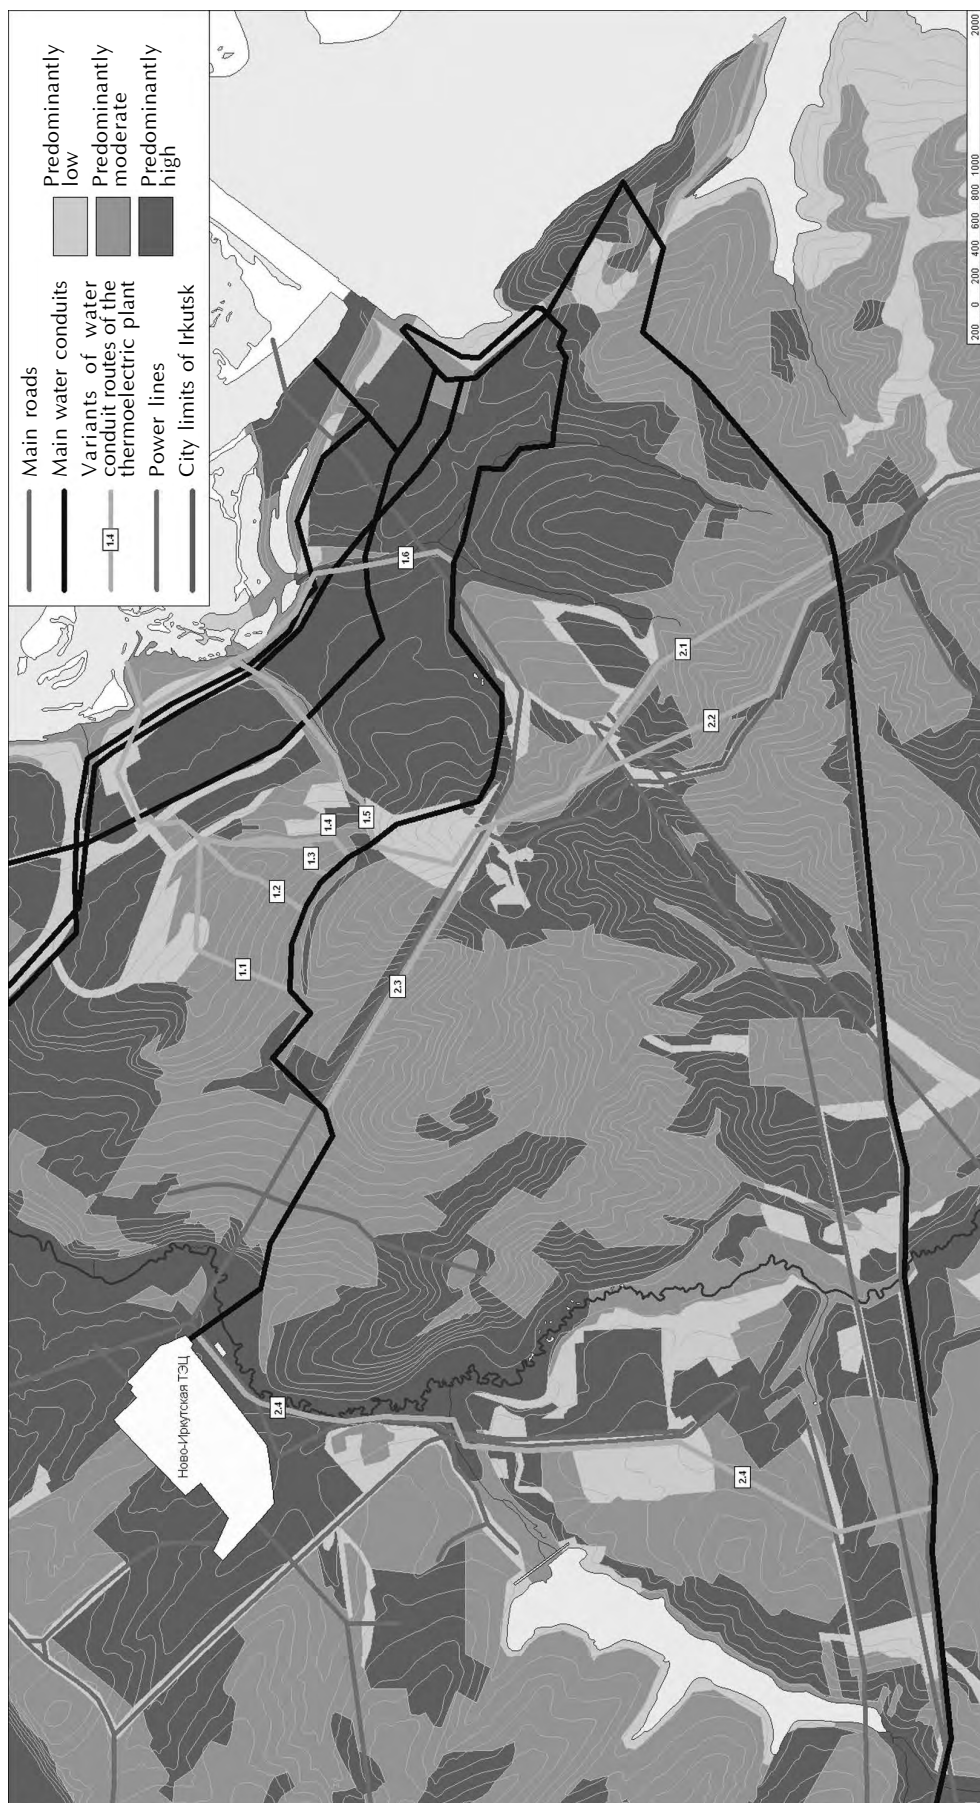 Main roads
Main water conduits
1.4
Variants of water
conduit routes of the
thermoelectric plant
Power lines
City limits of Irkutsk
Predominantly
low
Predominantly
moderate
Predominantly
high
Ново-Иркутская ТЭЦ
1.1
1.2
1.3
1.4
1.5
1.6
2.1
2.2
2.3
2.4
2.4
200 0 200 400 600 800 1000 2000